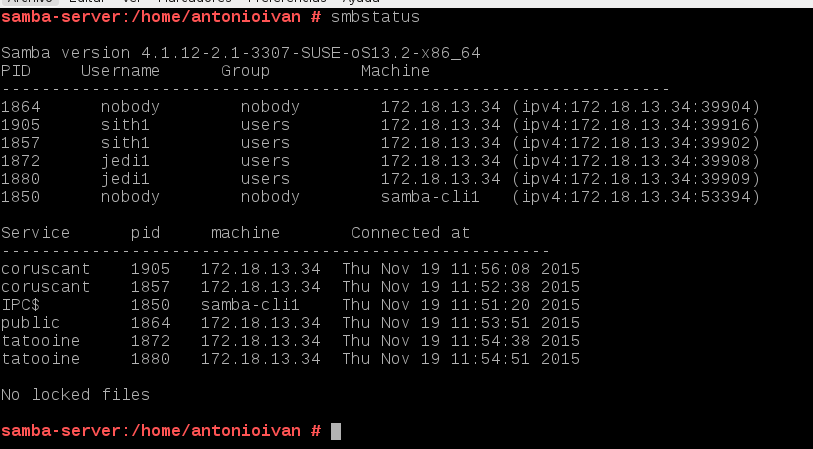 Archivo Editar Ver Marcadores Preferencias Ayuda
samba-server:/home/antonioivan # smbstatus
Samba version 4.1.12-2.1-3307-SUSE-oS13.2-x86_64
PID     Username      Group           Machine
-------------------------------------------------------------------
1864      nobody        nobody        172.18.13.34 (ipv4:172.18.13.34:39904)
1905      sith1         users         172.18.13.34 (ipv4:172.18.13.34:39916)
1857      sith1         users         172.18.13.34 (ipv4:172.18.13.34:39902)
1872      jedi1         users         172.18.13.34 (ipv4:172.18.13.34:39908)
1880      jedi1         users         172.18.13.34 (ipv4:172.18.13.34:39909)
1850      nobody        nobody        samba-cli1   (ipv4:172.18.13.34:53394)
Service      pid     machine       Connected at
-------------------------------------------------------
coruscant    1905   172.18.13.34  Thu Nov 19 11:56:08 2015
coruscant    1857   172.18.13.34  Thu Nov 19 11:52:38 2015
IPC$         1850   samba-cli1    Thu Nov 19 11:51:20 2015
public       1864   172.18.13.34  Thu Nov 19 11:53:51 2015
tatooine     1872   172.18.13.34  Thu Nov 19 11:54:38 2015
tatooine     1880   172.18.13.34  Thu Nov 19 11:54:51 2015
No locked files
samba-server:/home/antonioivan #